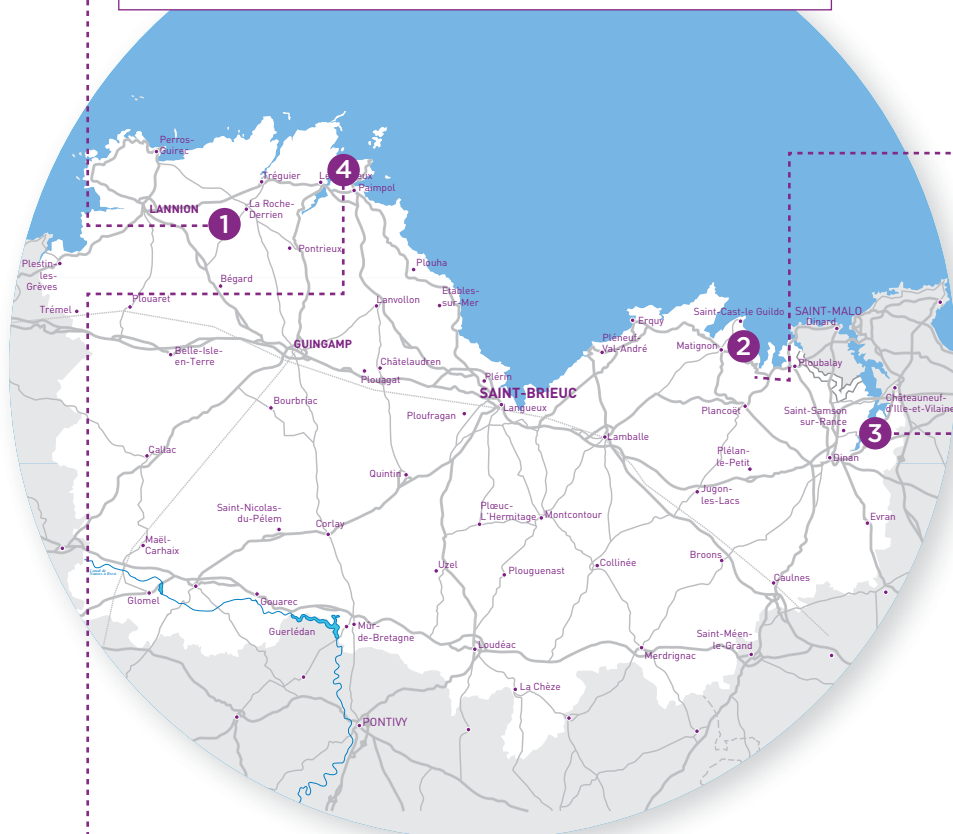 Perros-
Guirec
4
Tréguier
Paimpol
LANNION
La Roche-
Derrien
1
Pontrieux
Plestin-
les-
Grèves
Plouha
Bégard
Etables-
sur-Mer
Trémel
Plouaret
Lanvollon
Erquy
Saint-Cast-le Guildo
SAINT-MALO
Dinard
GUINGAMP
Pléneuf-
Val-André
Matignon
2
Belle-Isle-
en-Terre
Châtelaudren
Plouagat
Plérin
Ploubalay
SAINT-BRIEUC
Langueux
Bourbriac
Ploufragan
Plancoët
Saint-Samson
sur-Rance
Châteauneuf-
d'Ille-et-Vilaine
3
Lamballe
Callac
Plélan-
le-Petit
Dinan
Quintin
Jugon-
les-Lacs
Saint-Nicolas-
du-Pélem
Corlay
Plœuc-
L'Hermitage
Montcontour
Evran
Maël-
Carhaix
Broons
Uzel
Plouguenast
Collinée
Caulnes
Glomel
Gouarec
Guerlédan
Mûr-
de-Bretagne
Loudéac
Saint-Méen-
le-Grand
Merdrignac
La Chèze
PONTIVY